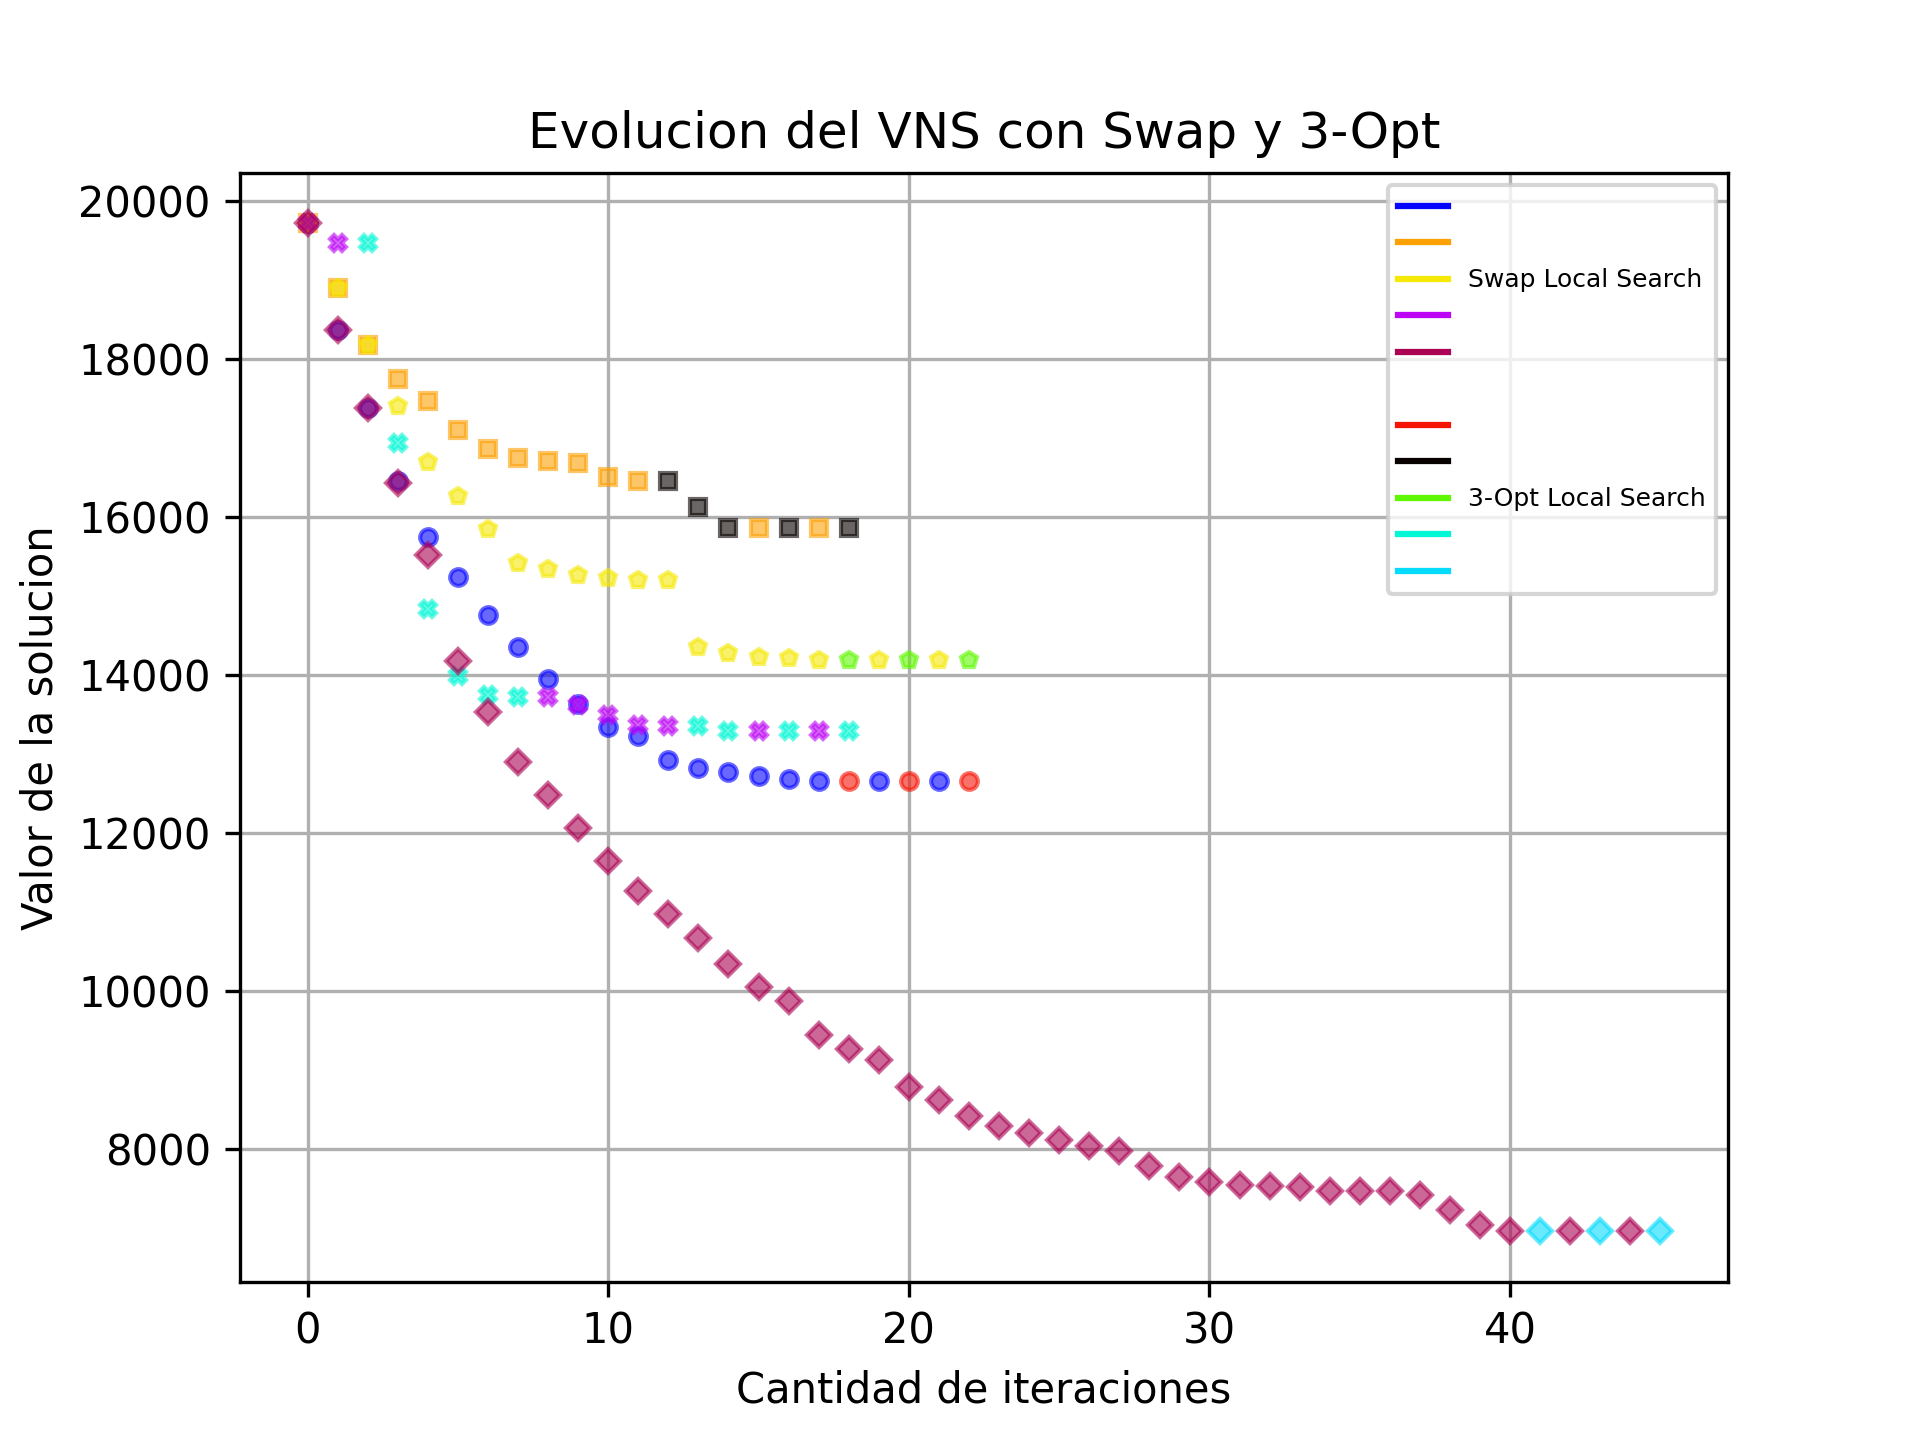 Evolucion del VNS con Swap y 3-Opt
20000
18000
16000
14000
12000
10000
8000
Valor de la solucion
Swap Local Search
3-Opt Local Search
0 10 20 30 40
Cantidad de iteraciones